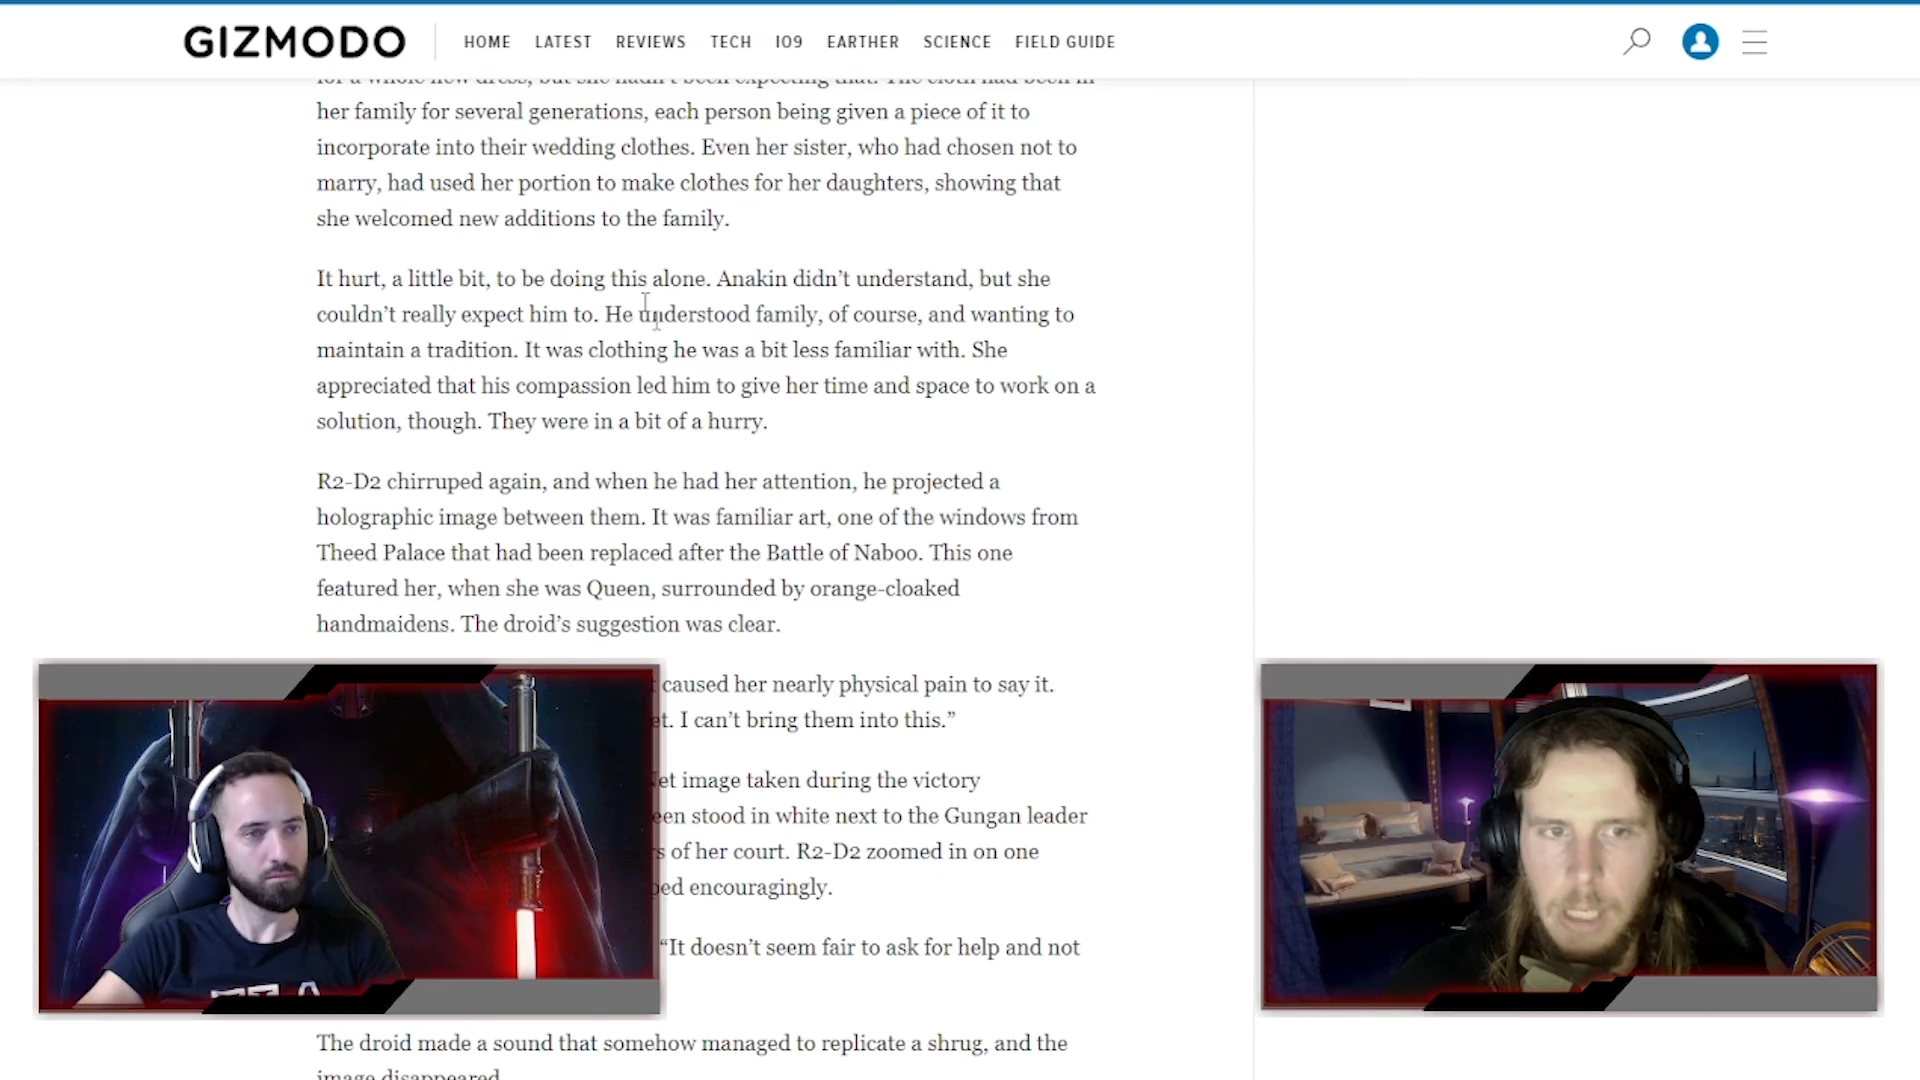 GIZMODO
HOME LATEST REVIEWS TECH IO9 EARTHER SCIENCE FIELD GUIDE
for a whole new dress, but she hadn't been expecting that. The cloth had been in
her family for several generations, each person being given a piece of it to
incorporate into their wedding clothes. Even her sister, who had chosen not to
marry, had used her portion to make clothes for her daughters, showing that
she welcomed new additions to the family.
It hurt, a little bit, to be doing this alone. Anakin didn't understand, but she
couldn't really expect him to. He understood family, of course, and wanting to
maintain a tradition. It was clothing he was a bit less familiar with. She
appreciated that his compassion led him to give her time and space to work on a
solution, though. They were in a bit of a hurry.
R2-D2 chirruped again, and when he had her attention, he projected a
holographic image between them. It was familiar art, one of the windows from
Theed Palace that had been replaced after the Battle of Naboo. This one
featured her, when she was Queen, surrounded by orange-cloaked
handmaidens. The droid's suggestion was clear.
caused her nearly physical pain to say it.
I can't bring them into this."
image taken during the victory
stood in white next to the Gungan leader
of her court. R2-D2 zoomed in on one
encouragingly.
"It doesn't seem fair to ask for help and not
The droid made a sound that somehow managed to replicate a shrug, and the
image disappeared